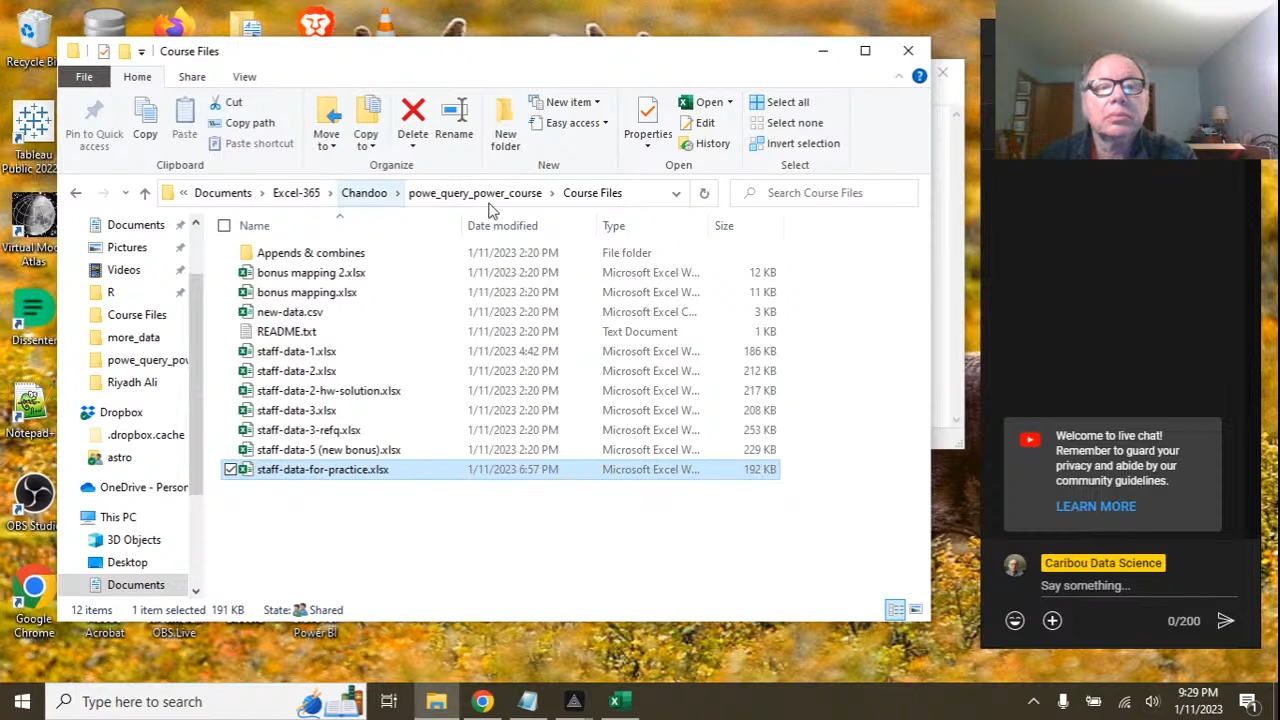 Recycle Bi
Tableau
Public 2022
Virtual Moo
Atlas
Dissenter
Notepad+
OBS Studi
Google
Chrome
Acrobat
OBS.Live
Power BI
Course Files
File
Home
Share
View
Pin to Quick
access
Copy
Paste
Cut
Copy path
Paste shortcut
Clipboard
Move
to
Copy
to
Delete
Rename
Organize
New
folder
New item
Easy access
New
Properties
Open
Edit
History
Open
Select all
Select none
Invert selection
Select
« Documents > Excel-365 > Chandoo > powe_query_power_course > Course Files
Search Course Files
Documents
Pictures
Videos
R
Course Files
more_data
powe_query_pov
Riyadh Ali
Dropbox
.dropbox.cache
astro
OneDrive - Person
This PC
3D Objects
Desktop
Documents
Name Date modified Type Size
Appends & combines 1/11/2023 2:20 PM File folder
bonus mapping 2.xlsx 1/11/2023 2:20 PM Microsoft Excel W... 12 KB
bonus mapping.xlsx 1/11/2023 2:20 PM Microsoft Excel W... 11 KB
new-data.csv 1/11/2023 2:20 PM Microsoft Excel C... 3 KB
README.txt 1/11/2023 2:20 PM Text Document 1 KB
staff-data-1.xlsx 1/11/2023 4:42 PM Microsoft Excel W... 186 KB
staff-data-2.xlsx 1/11/2023 2:20 PM Microsoft Excel W... 212 KB
staff-data-2-hw-solution.xlsx 1/11/2023 2:20 PM Microsoft Excel W... 217 KB
staff-data-3.xlsx 1/11/2023 2:20 PM Microsoft Excel W... 208 KB
staff-data-3-refq.xlsx 1/11/2023 2:20 PM Microsoft Excel W... 253 KB
staff-data-5 (new bonus).xlsx 1/11/2023 2:20 PM Microsoft Excel W... 229 KB
staff-data-for-practice.xlsx 1/11/2023 6:57 PM Microsoft Excel W... 192 KB
12 items 1 item selected 191 KB State: Shared
Welcome to live chat!
Remember to guard your
privacy and abide by our
community guidelines.
LEARN MORE
Caribou Data Science
Say something...
0/200
Type here to search
9:29 PM
1/11/2023
1